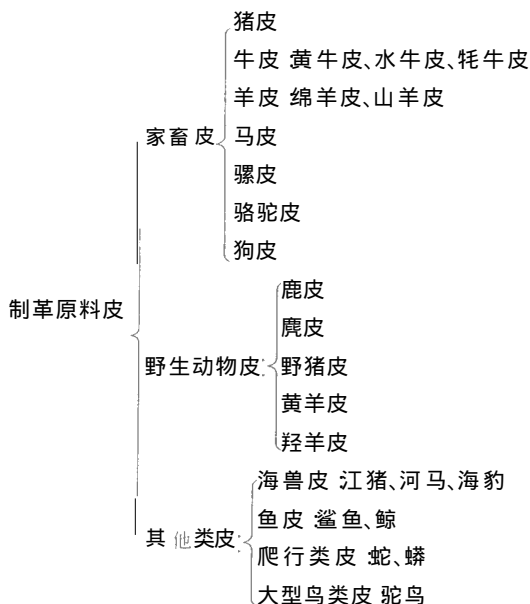 猪皮
牛皮:黄牛皮、水牛皮、牦牛皮
羊皮:绵羊皮、山羊皮
家畜皮
马皮
骡皮
骆驼皮
狗皮
鹿皮
制革原料皮
麂皮
野生动物皮:
野猪皮
黄羊皮
羟羊皮
海兽皮:江猪、河马、海豹
鱼皮:鲨鱼、鲸
其他类皮:
爬行类皮:蛇、蟒
大型鸟类皮:驼鸟